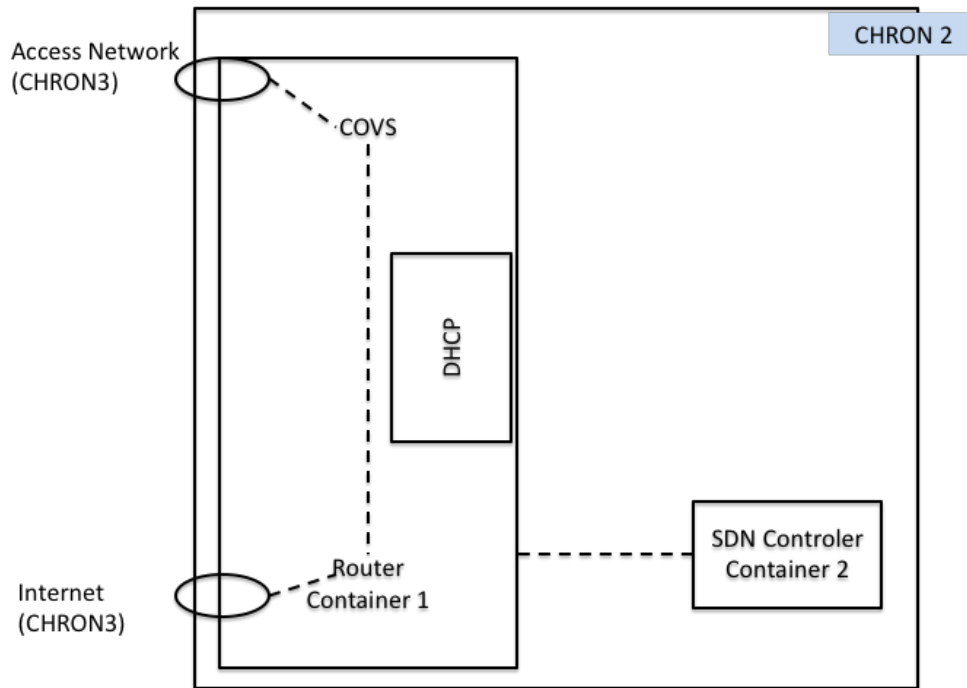 CHRON 2
Access Network
(CHRON3)
COVS
DHCP
SDN Controler
Container 2
Router
Container 1
Internet
(CHRON3)